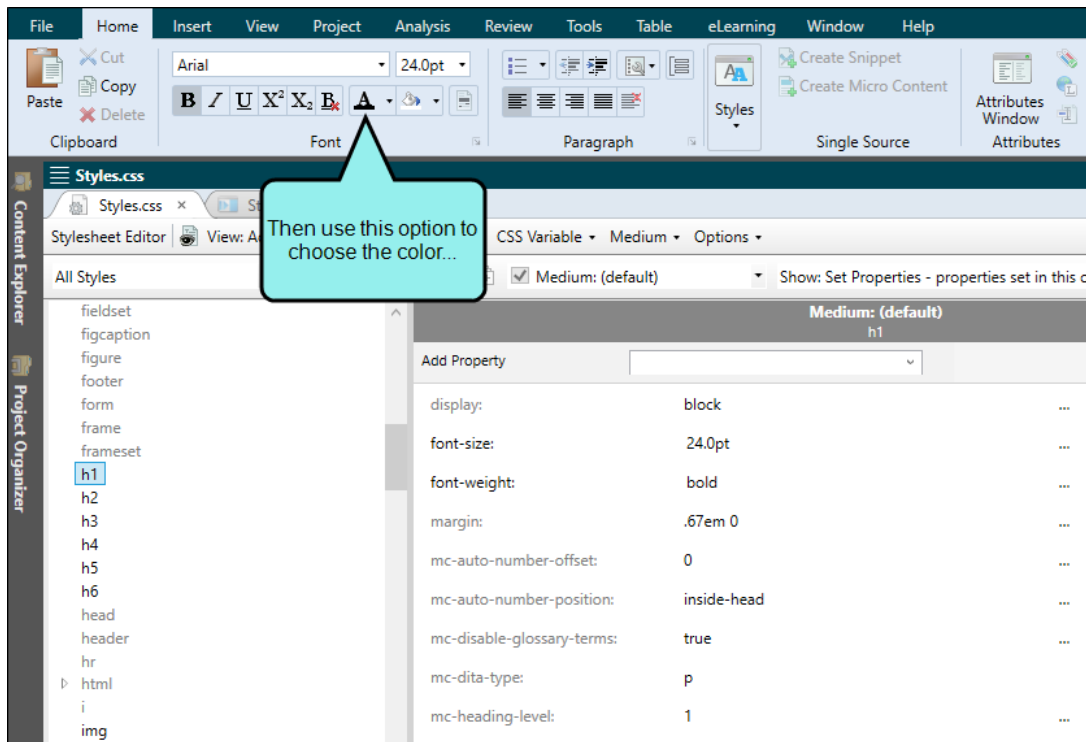 File Home Insert View Project Analysis Review Tools Table eLearning Window Help
Paste
Cut
Copy
Delete
Clipboard
Arial 24.0pt
B I U X² X₂ B A
Font
Paragraph
Styles
Create Snippet
Create Micro Content
Single Source
Attributes
Window
Attributes
Content Explorer
Project Organizer
Styles.css
Styles.css
Then use this option to
choose the color...
Stylesheet Editor View: CSS Variable Medium Options
All Styles Medium: (default) Show: Set Properties - properties set in this
fieldset
figcaption
figure
footer
form
frame
frameset
h1
h2
h3
h4
h5
h6
head
header
hr
html
i
img
Medium: (default)
h1
Add Property
display: block ...
font-size: 24.0pt ...
font-weight: bold ...
margin: .67em 0 ...
mc-auto-number-offset: 0 ...
mc-auto-number-position: inside-head ...
mc-disable-glossary-terms: true ...
mc-dita-type: p
mc-heading-level: 1 ...